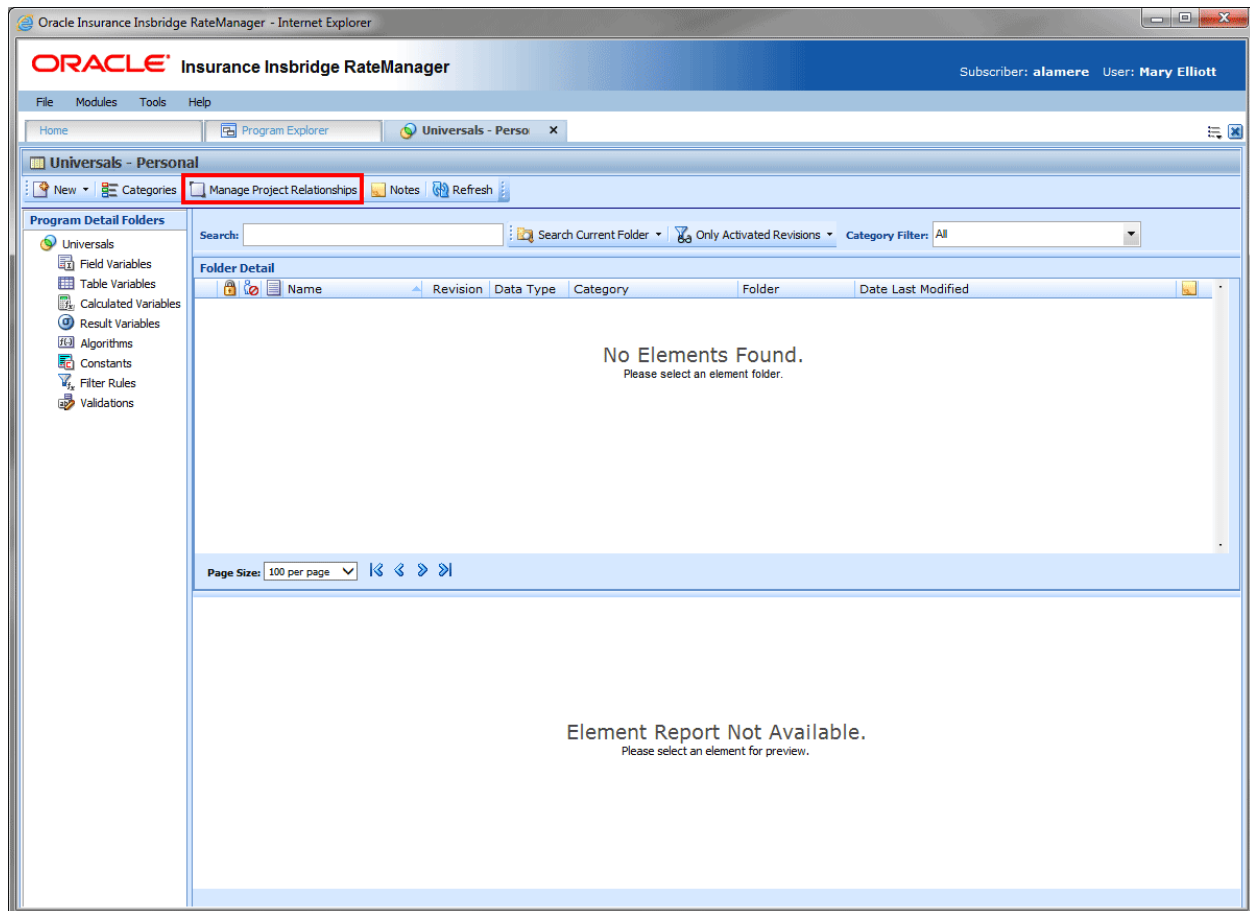 Oracle Insurance Insbridge RateManager - Internet Explorer
ORACLE Insurance Insbridge RateManager
Subscriber: alamere User: Mary Elliott
File Modules Tools Help
Home Program Explorer Universals - Perso
Universals - Personal
New Categories Manage Project Relationships Notes Refresh
Program Detail Folders
Universals
Field Variables
Table Variables
Calculated Variables
Result Variables
Algorithms
Constants
Filter Rules
Validations
Search: Search Current Folder Only Activated Revisions Category Filter: All
Folder Detail
Name Revision Data Type Category Folder Date Last Modified
No Elements Found.
Please select an element folder.
Page Size: 100 per page
Element Report Not Available.
Please select an element for preview.